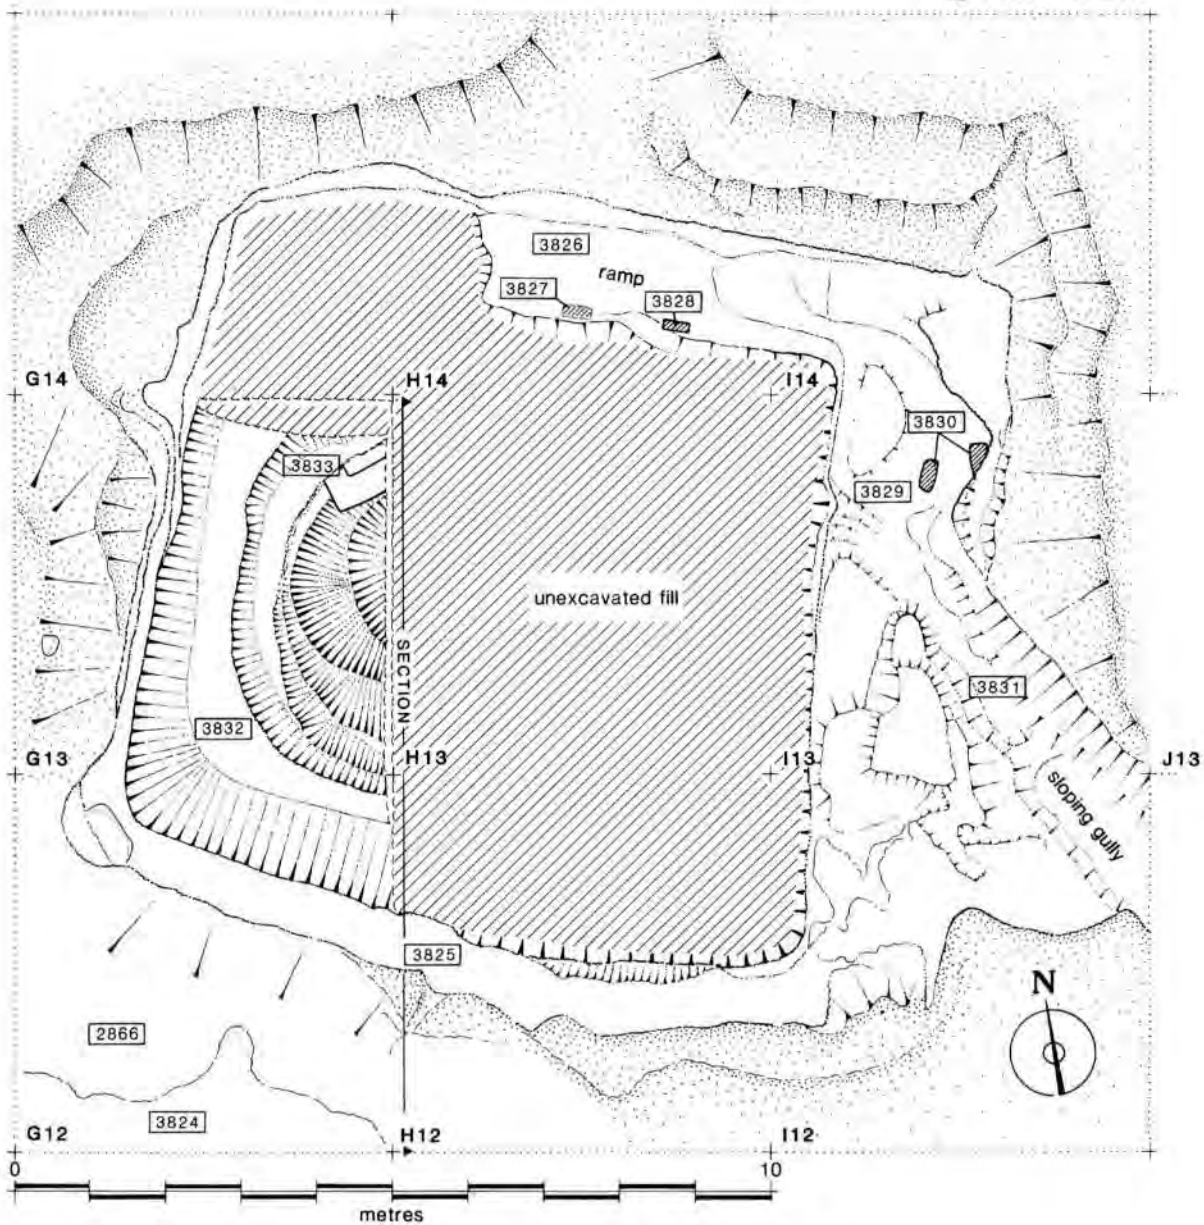 3826
ramp
3827
3828
G14
H14
I14
3830
3833
3829
unexcavated fill
SECTION
3831
3832
G13
H13
I13
J13
sloping gully
3825
N
2866
3824
G12
H12
I12
0
10
metres